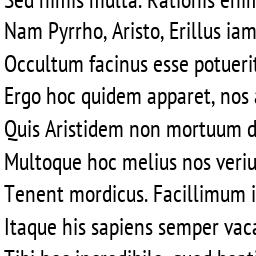 Sed nimis multa. Rationis enim
Nam Pyrrho, Aristo, Erillus iam
Occultum facinus esse potuerit
Ergo hoc quidem apparet, nos
Quis Aristidem non mortuum d
Multoque hoc melius nos veriu
Tenent mordicus. Facillimum i
Itaque his sapiens semper vaca
Tibi hoc incredibile, quod beati